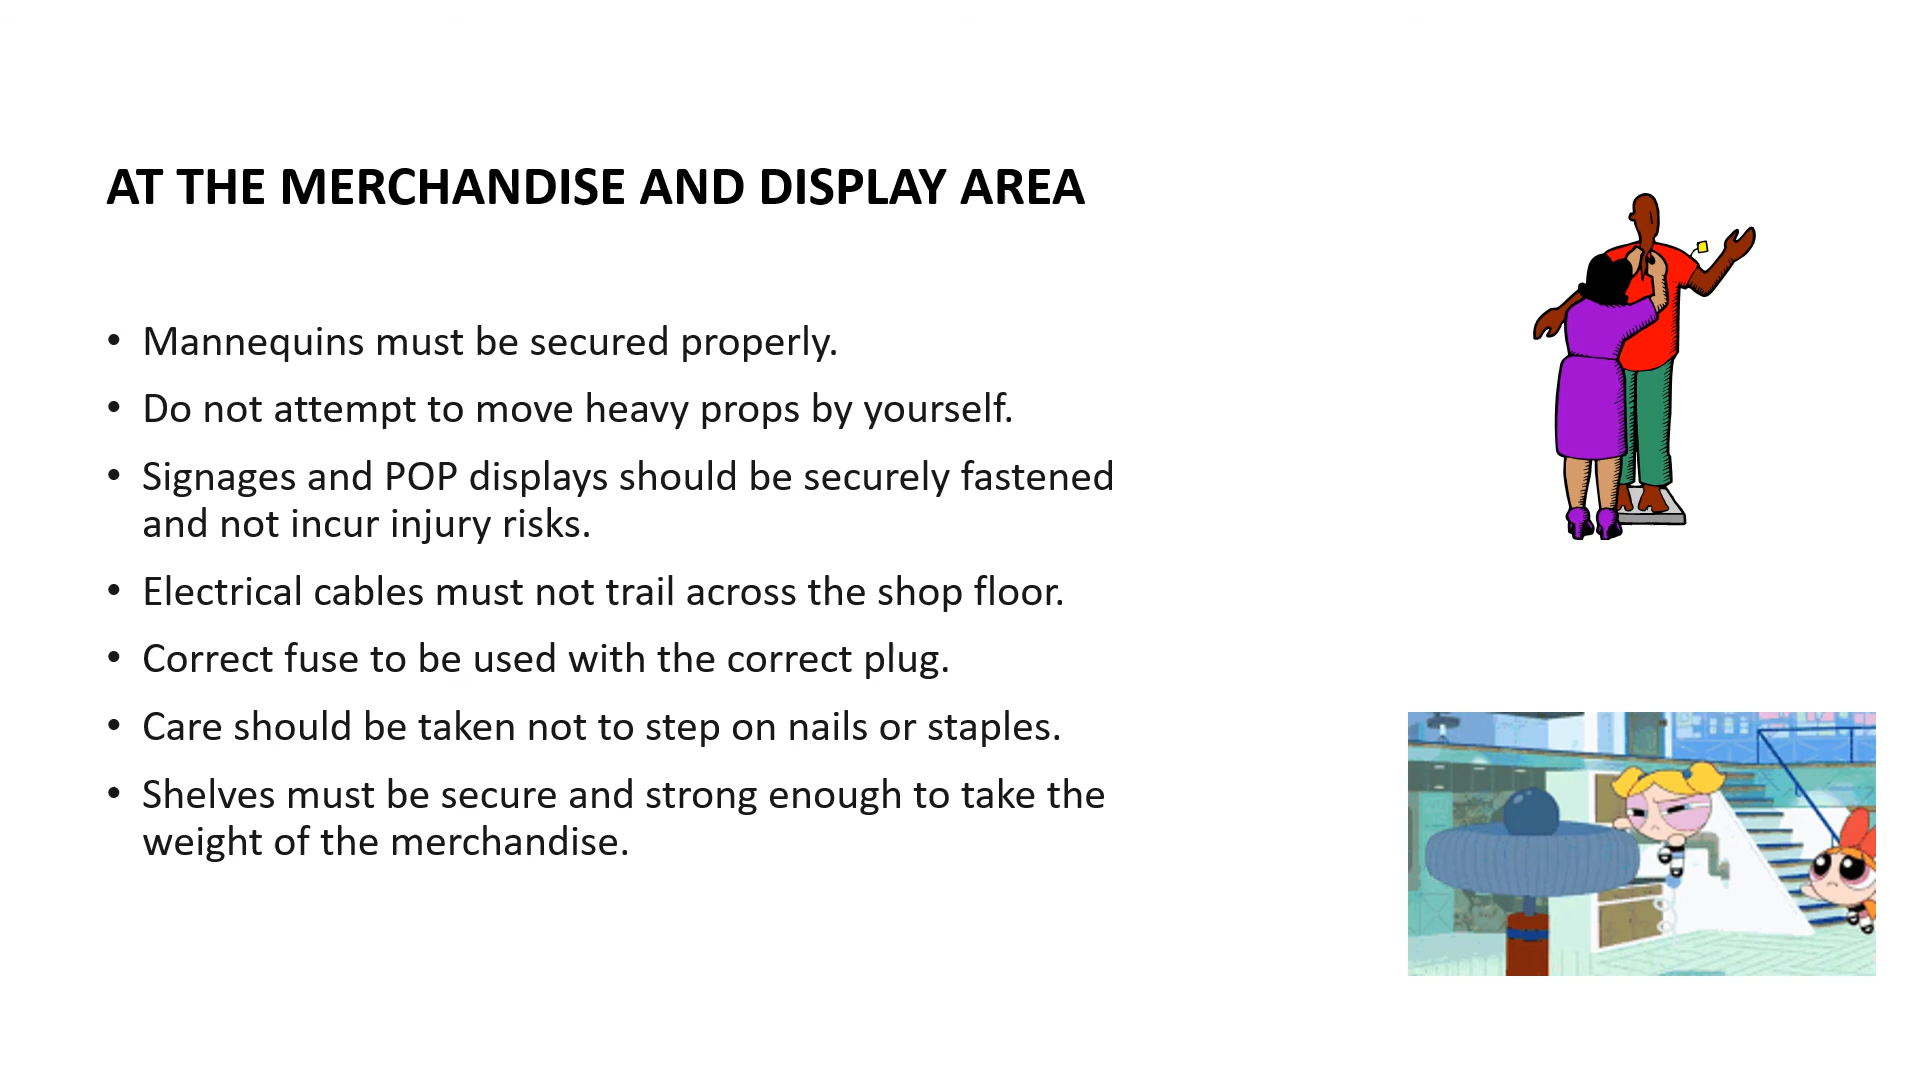 AT THE MERCHANDISE AND DISPLAY AREA
• Mannequins must be secured properly.
• Do not attempt to move heavy props by yourself.
• Signages and POP displays should be securely fastened
and not incur injury risks.
• Electrical cables must not trail across the shop floor.
• Correct fuse to be used with the correct plug.
• Care should be taken not to step on nails or staples.
• Shelves must be secure and strong enough to take the
weight of the merchandise.